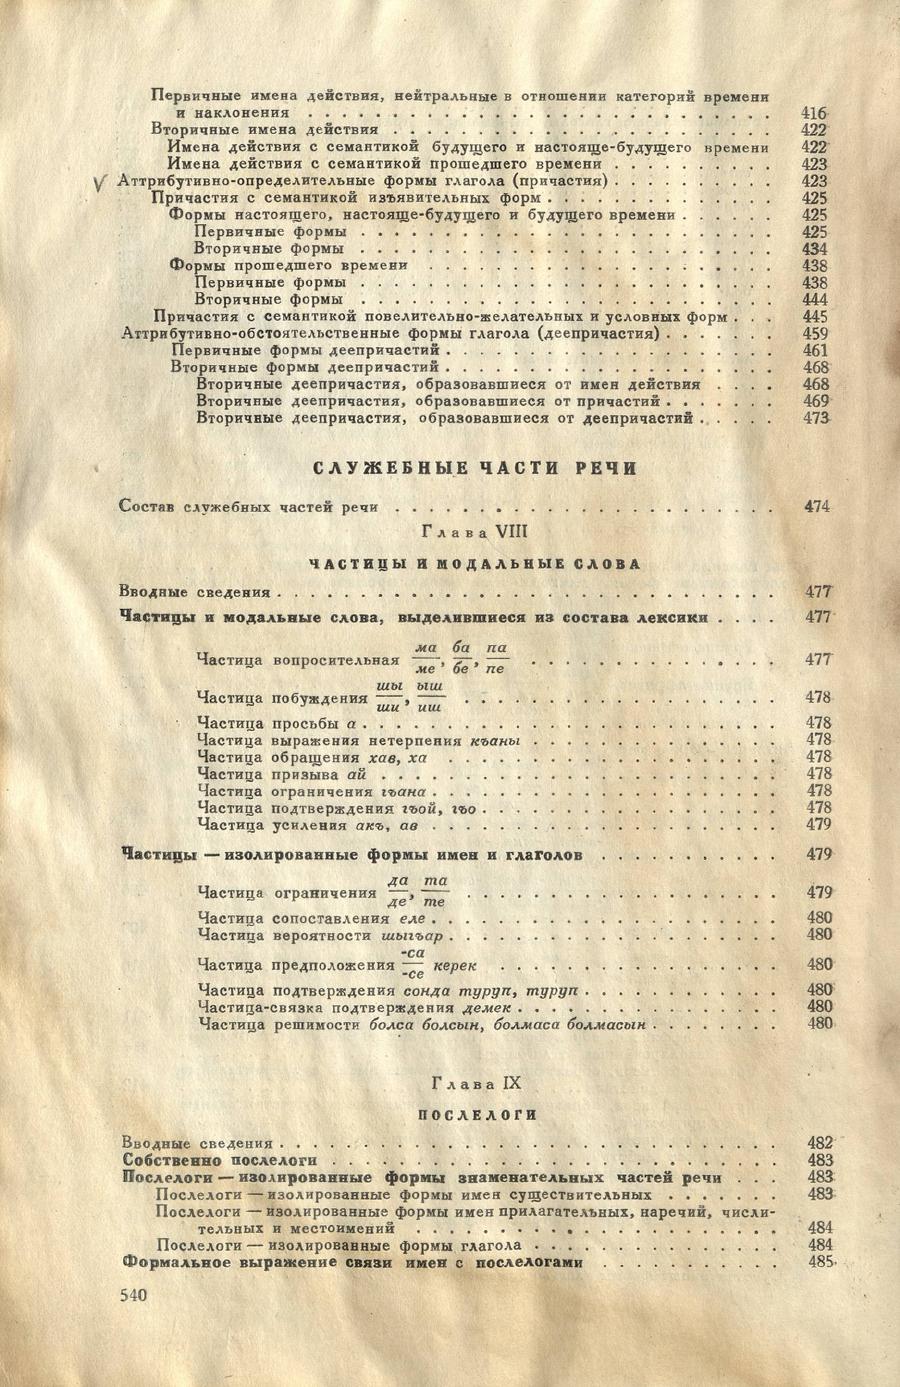 Первичные имена действия, нейтральные в отношении категорий времени
и наклонения . . . . . . . . . . . . . . . . . . . . . . . 416
Вторичные имена действия . . . . . . . . . . . . . . . . . . . 422
Имена действия с семантикой будущего и настояще-будущего времени 422
Имена действия с семантикой прошедшего времени . . . . . . . . 423
Аттрибутивно-определительные формы глагола (причастия) . . . . . . . . 423
Причастия с семантикой изъявительных форм . . . . . . . . . . . 425
Формы настоящего, настояще-будущего и будущего времени . . . . . 425
Первичные формы . . . . . . . . . . . . . . . . . . . . 425
Вторичные формы . . . . . . . . . . . . . . . . . . . . 434
Формы прошедшего времени . . . . . . . . . . . . . . . . . 438
Первичные формы . . . . . . . . . . . . . . . . . . . . 438
Вторичные формы . . . . . . . . . . . . . . . . . . . . 444
Причастия с семантикой повелительно-желательных и условных форм . . . 445
Аттрибутивно-обстоятельственные формы глагола (деепричастия) . . . . . . 459
Первичные формы деепричастий . . . . . . . . . . . . . . . . 461
Вторичные формы деепричастий . . . . . . . . . . . . . . . . 468
Вторичные деепричастия, образовавшиеся от имен действия . . . . 468
Вторичные деепричастия, образовавшиеся от причастий . . . . . . 469
Вторичные деепричастия, образовавшиеся от деепричастий . . . . . 473
СЛУЖЕБНЫЕ ЧАСТИ РЕЧИ
Состав служебных частей речи . . . . . . . . . . . . . . . . . . . 474
Глава VIII
ЧАСТИЦЫ И МОДАЛЬНЫЕ СЛОВА
Вводные сведения . . . . . . . . . . . . . . . . . . . . . . . . . 477
Частицы и модальные слова, выделившиеся из состава лексики . . . . 477
Частица вопросительная ма/ме, ба/бе, па/пе . . . . . . . . . . . . 477
Частица побуждения шы/ши, ыш/иш . . . . . . . . . . . . . . . 478
Частица просьбы а . . . . . . . . . . . . . . . . . . . . . 478
Частица выражения нетерпения къаны . . . . . . . . . . . . . 478
Частица обращения хав, ха . . . . . . . . . . . . . . . . . 478
Частица призыва ай . . . . . . . . . . . . . . . . . . . . 478
Частица ограничения гъана . . . . . . . . . . . . . . . . . 478
Частица подтверждения гъой, гъо . . . . . . . . . . . . . . 478
Частица усиления акъ, ав . . . . . . . . . . . . . . . . . 479
Частицы — изолированные формы имен и глаголов . . . . . . . . . 479
Частица ограничения да/де, та/те . . . . . . . . . . . . . . . 479
Частица сопоставления еле . . . . . . . . . . . . . . . . . 480
Частица вероятности шыгъар . . . . . . . . . . . . . . . . 480
Частица предположения -са/-се керек . . . . . . . . . . . . . 480
Частица подтверждения сонда туруп, туруп . . . . . . . . . . 480
Частица-связка подтверждения демек . . . . . . . . . . . . . 480
Частица решимости болса болсын, болмаса болмасын . . . . . . . 480
Глава IX
ПОСЛЕЛОГИ
Вводные сведения . . . . . . . . . . . . . . . . . . . . . . . . . 482
Собственно послелоги . . . . . . . . . . . . . . . . . . . . . . 483
Послелоги — изолированные формы знаменательных частей речи . . . 483
Послелоги — изолированные формы имен существительных . . . . . . . 483
Послелоги — изолированные формы имен прилагательных, наречий, числи-
тельных и местоимений . . . . . . . . . . . . . . . . . . 484
Послелоги — изолированные формы глагола . . . . . . . . . . . . 484
Формальное выражение связи имен с послелогами . . . . . . . . . 485
540